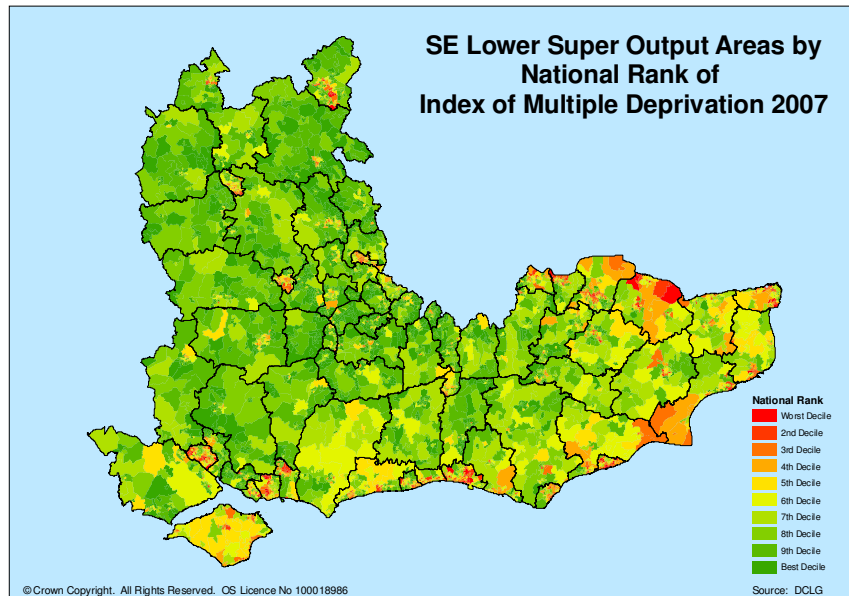 SE Lower Super Output Areas by
National Rank of
Index of Multiple Deprivation 2007
National Rank
Worst Decile
2nd Decile
3rd Decile
4th Decile
5th Decile
6th Decile
7th Decile
8th Decile
9th Decile
Best Decile
© Crown Copyright. All Rights Reserved. OS Licence No 100018986
Source: DCLG